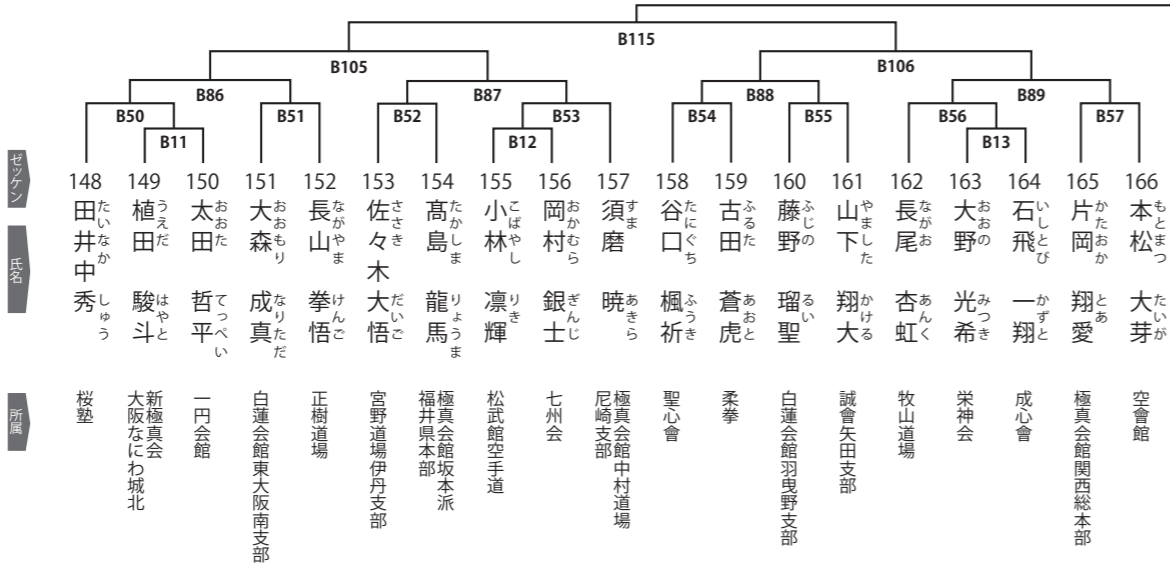 B115
B105
B106
B86
B87
B88
B89
B50
B51
B52
B53
B54
B55
B56
B57
B11
B12
B13
ゼッケン
148
149
150
151
152
153
154
155
156
157
158
159
160
161
162
163
164
165
166
氏名
田井中 秀
たいなか しゅう
植田 駿斗
うえだ はやと
太田 哲平
おおた てっぺい
大森 成真
おおもり なりただ
長山 拳悟
ながやま けんご
佐々木 大悟
ささき だいご
髙島 龍馬
たかしま りょうま
小林 凛輝
こばやし りき
岡村 銀士
おかむら ぎんじ
須磨 暁
すま あきら
谷口 楓祈
たにぐち ふうき
古田 蒼虎
ふるた あおと
藤野 瑠聖
ふじの るい
山下 翔大
やました かける
長尾 杏虹
ながお あんく
大野 光希
おおの みつき
石飛 一翔
いしとび かずと
片岡 翔愛
かたおか とあ
本松 大芽
もとまつ たいが
所属
桜塾
新極真会
大阪なにわ城北
一円会館
白蓮会館東大阪南支部
正樹道場
宮野道場伊丹支部
極真会館坂本派
福井県本部
松武館空手道
七州会
極真会館中村道場
尼崎支部
聖心會
柔拳
白蓮会館羽曳野支部
誠會矢田支部
牧山道場
栄神会
成心會
極真会館関西総本部
空會館